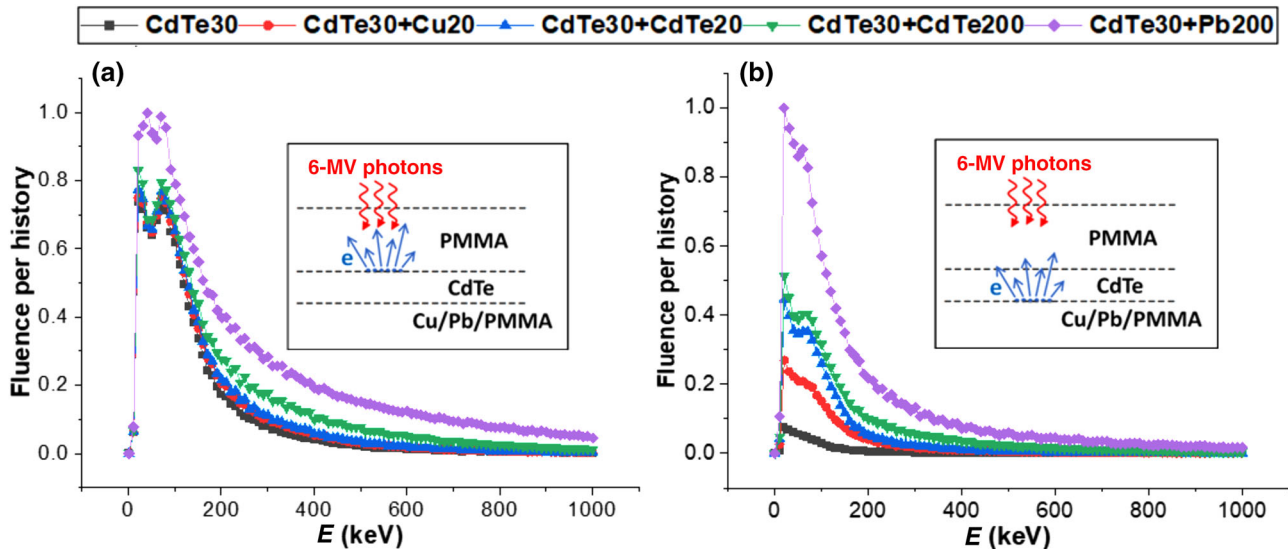 CdTe30 CdTe30+Cu20 CdTe30+CdTe20 CdTe30+CdTe200 CdTe30+Pb200
(a)
Fluence per history
1.0
0.8
0.6
0.4
0.2
0.0
0 200 400 600 800 1000
E (keV)
6-MV photons
PMMA
e
CdTe
Cu/Pb/PMMA
(b)
Fluence per history
1.0
0.8
0.6
0.4
0.2
0.0
0 200 400 600 800 1000
E (keV)
6-MV photons
PMMA
e
CdTe
Cu/Pb/PMMA